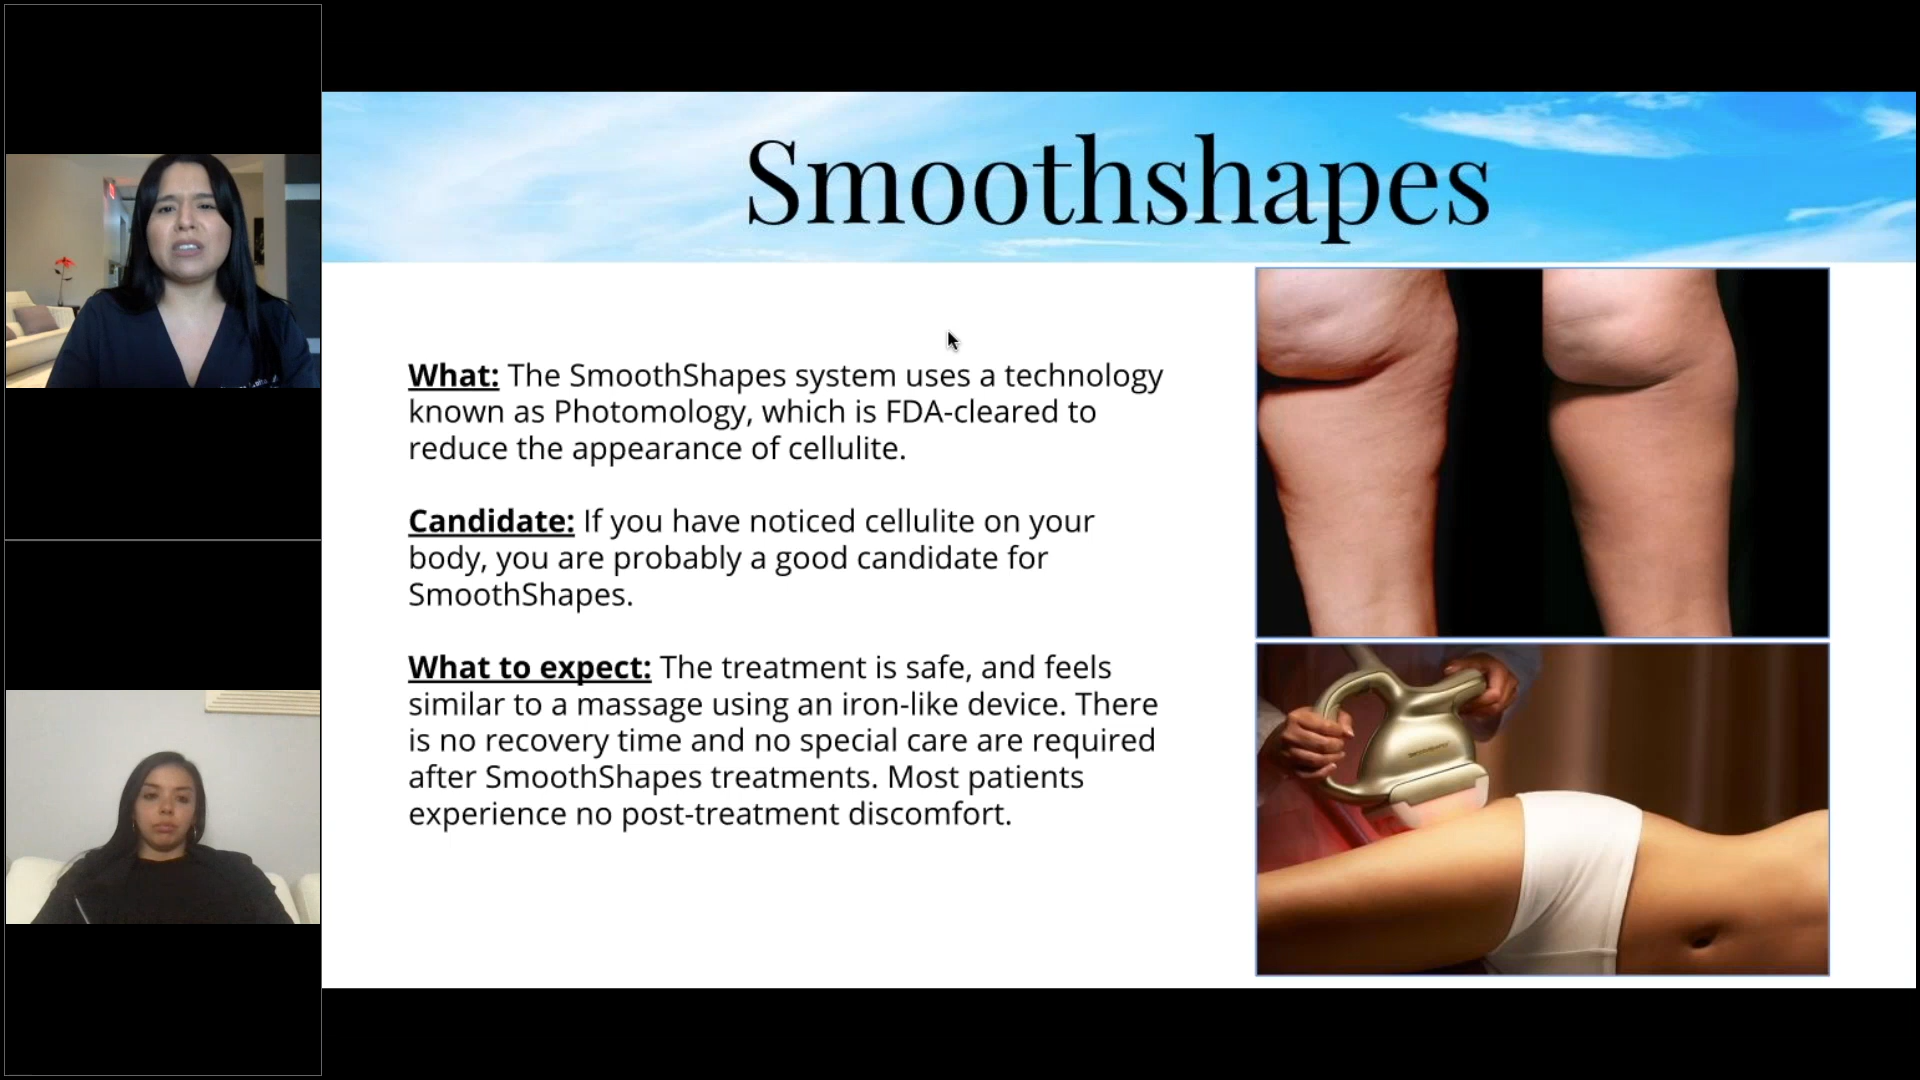 Smoothshapes
What: The SmoothShapes system uses a technology
known as Photomology, which is FDA-cleared to
reduce the appearance of cellulite.
Candidate: If you have noticed cellulite on your
body, you are probably a good candidate for
SmoothShapes.
What to expect: The treatment is safe, and feels
similar to a massage using an iron-like device. There
is no recovery time and no special care are required
after SmoothShapes treatments. Most patients
experience no post-treatment discomfort.